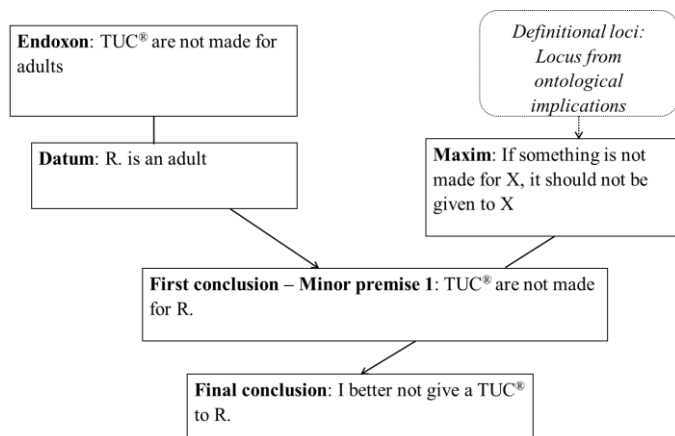 Endoxon: TUC® are not made for
adults
Definitional loci:
Locus from
ontological
implications
Datum: R. is an adult
Maxim: If something is not
made for X, it should not be
given to X
First conclusion – Minor premise 1: TUC® are not made
for R.
Final conclusion: I better not give a TUC®
to R.